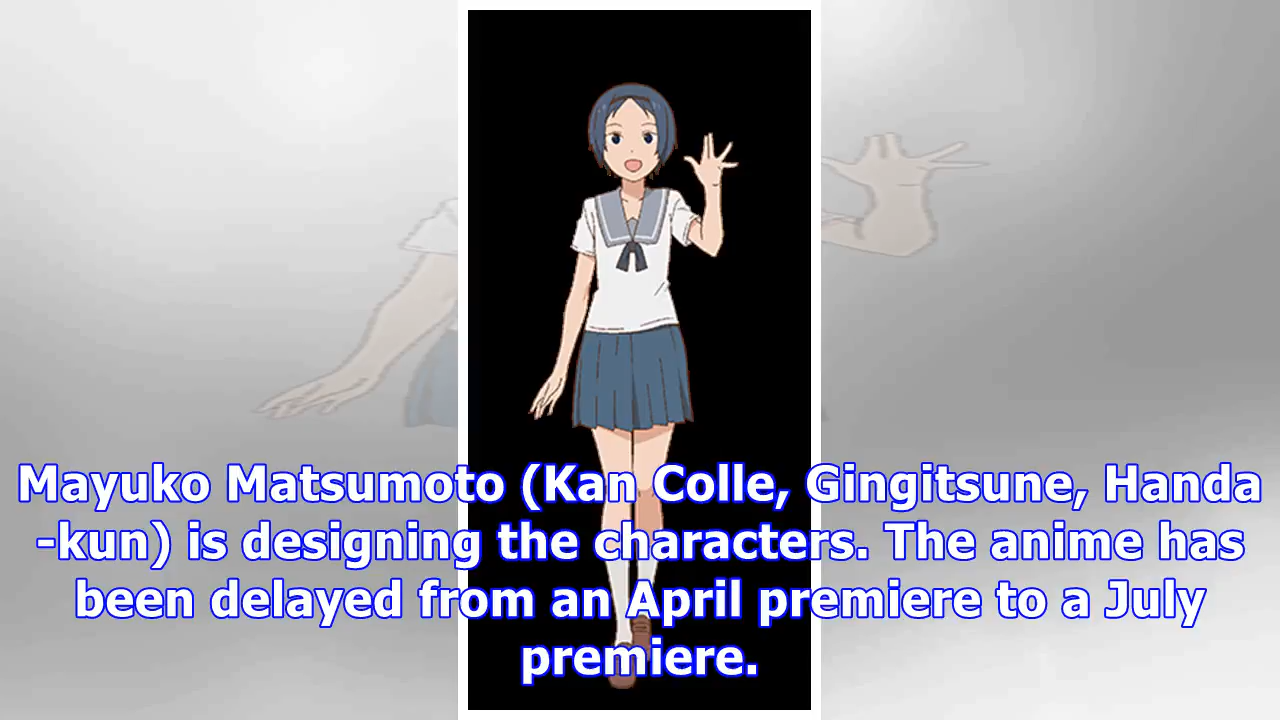 Mayuko Matsumoto (Kan Colle, Gingitsune, Handa
-kun) is designing the characters. The anime has
been delayed from an April premiere to a July
premiere.